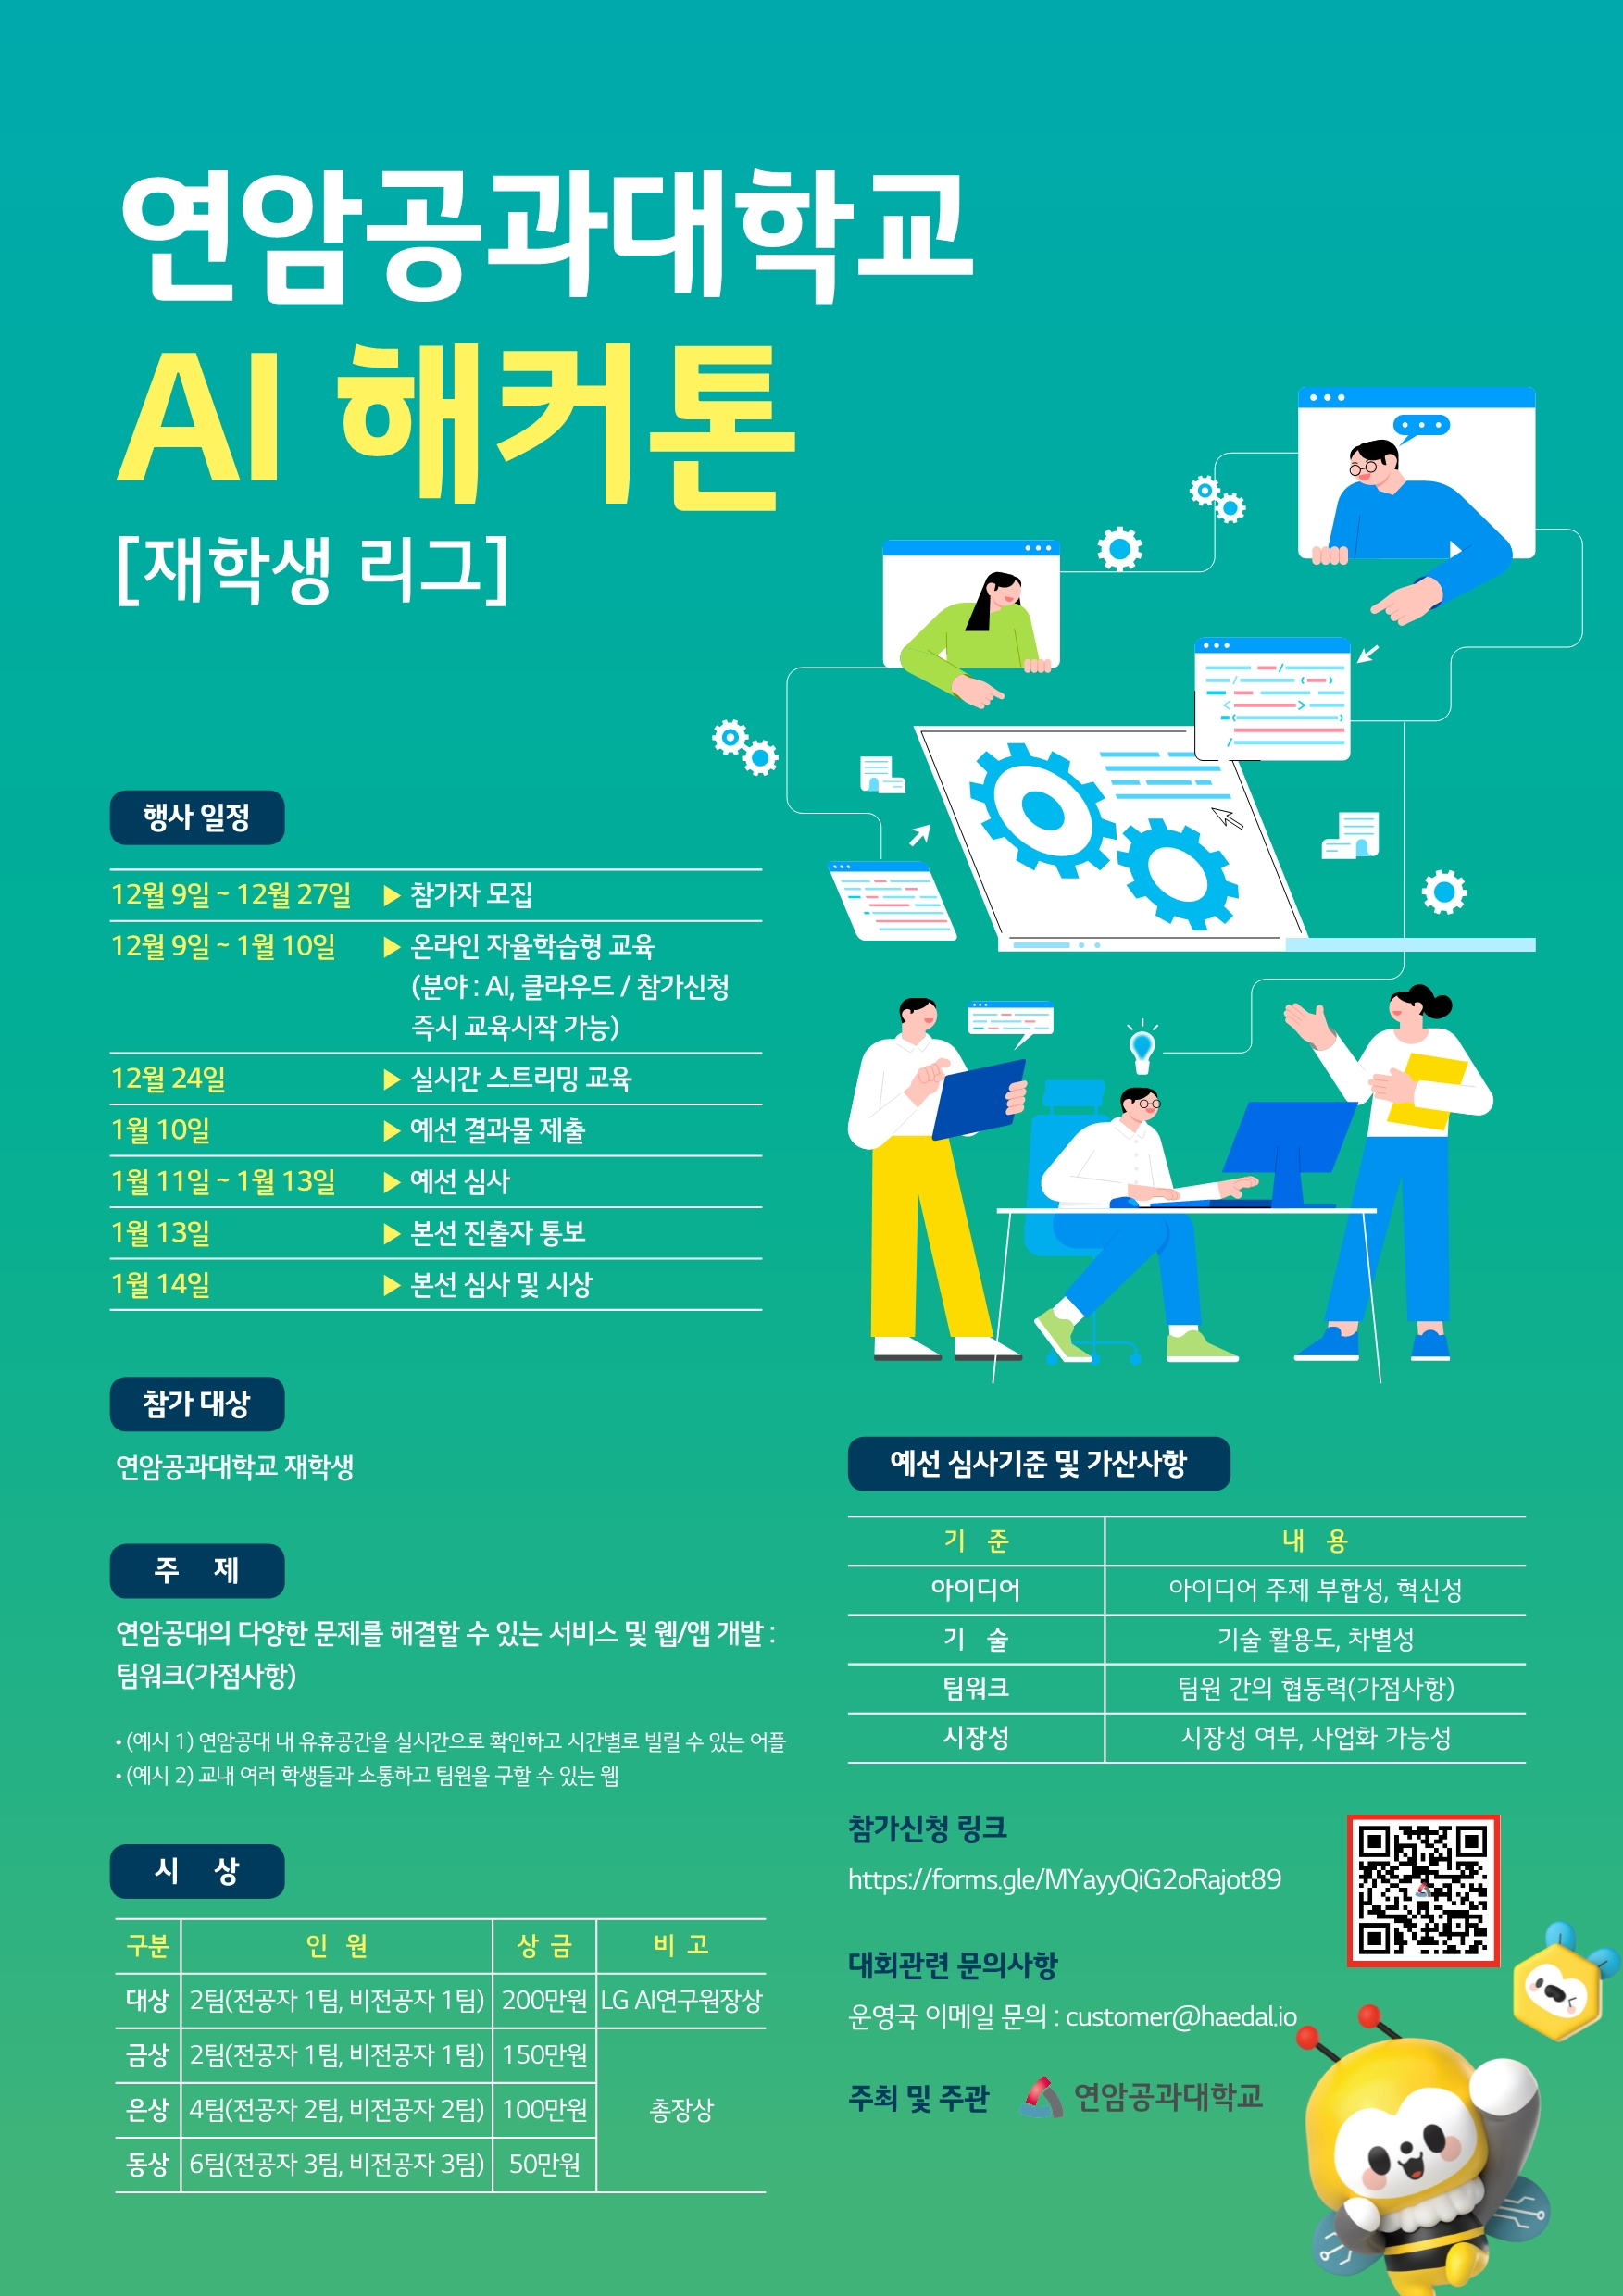 연암공과대학교
AI 해커톤
[재학생 리그]
행사 일정
12월 9일 ~ 12월 27일 ▶ 참가자 모집
12월 9일 ~ 1월 10일 ▶ 온라인 자율학습형 교육
(분야 : AI, 클라우드 / 참가신청
즉시 교육시작 가능)
12월 24일 ▶ 실시간 스트리밍 교육
1월 10일 ▶ 예선 결과물 제출
1월 11일 ~ 1월 13일 ▶ 예선 심사
1월 13일 ▶ 본선 진출자 통보
1월 14일 ▶ 본선 심사 및 시상
참가 대상
연암공과대학교 재학생
주 제
연암공대의 다양한 문제를 해결할 수 있는 서비스 및 웹/앱 개발 :
팀워크(가점사항)
• (예시 1) 연암공대 내 유휴공간을 실시간으로 확인하고 시간별로 빌릴 수 있는 어플
• (예시 2) 교내 여러 학생들과 소통하고 팀원을 구할 수 있는 웹
시 상
구분 인 원 상 금 비 고
대상 2팀(전공자 1팀, 비전공자 1팀) 200만원 LG AI연구원장상
금상 2팀(전공자 1팀, 비전공자 1팀) 150만원
은상 4팀(전공자 2팀, 비전공자 2팀) 100만원 총장상
동상 6팀(전공자 3팀, 비전공자 3팀) 50만원
예선 심사기준 및 가산사항
기 준 내 용
아이디어 아이디어 주제 부합성, 혁신성
기 술 기술 활용도, 차별성
팀워크 팀원 간의 협동력(가점사항)
시장성 시장성 여부, 사업화 가능성
참가신청 링크
https://forms.gle/MYayyQiG2oRajot89
대회관련 문의사항
운영국 이메일 문의 : customer@haedal.io
주최 및 주관 연암공과대학교